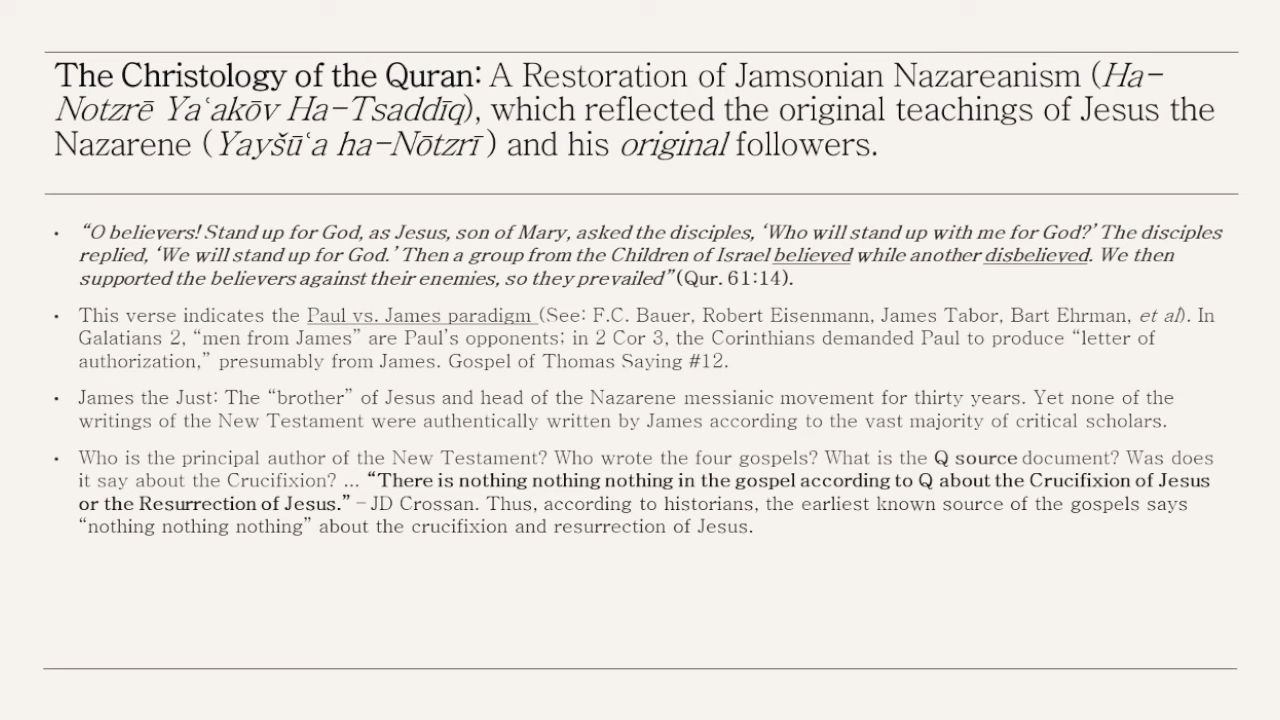 The Christology of the Quran: A Restoration of Jamsonian Nazareanism (Ha-
Notzrē Yaʿakōv Ha-Tsaddīq), which reflected the original teachings of Jesus the
Nazarene (Yayšūʿa ha-Nōtzrī ) and his original followers.
• “O believers! Stand up for God, as Jesus, son of Mary, asked the disciples, ‘Who will stand up with me for God?’ The disciples
replied, ‘We will stand up for God.’ Then a group from the Children of Israel believed while another disbelieved. We then
supported the believers against their enemies, so they prevailed” (Qur. 61:14).
• This verse indicates the Paul vs. James paradigm (See: F.C. Bauer, Robert Eisenmann, James Tabor, Bart Ehrman, et al). In
Galatians 2, “men from James” are Paul’s opponents; in 2 Cor 3, the Corinthians demanded Paul to produce “letter of
authorization,” presumably from James. Gospel of Thomas Saying #12.
• James the Just: The “brother” of Jesus and head of the Nazarene messianic movement for thirty years. Yet none of the
writings of the New Testament were authentically written by James according to the vast majority of critical scholars.
• Who is the principal author of the New Testament? Who wrote the four gospels? What is the Q source document? Was does
it say about the Crucifixion? ... “There is nothing nothing nothing in the gospel according to Q about the Crucifixion of Jesus
or the Resurrection of Jesus.” – JD Crossan. Thus, according to historians, the earliest known source of the gospels says
“nothing nothing nothing” about the crucifixion and resurrection of Jesus.